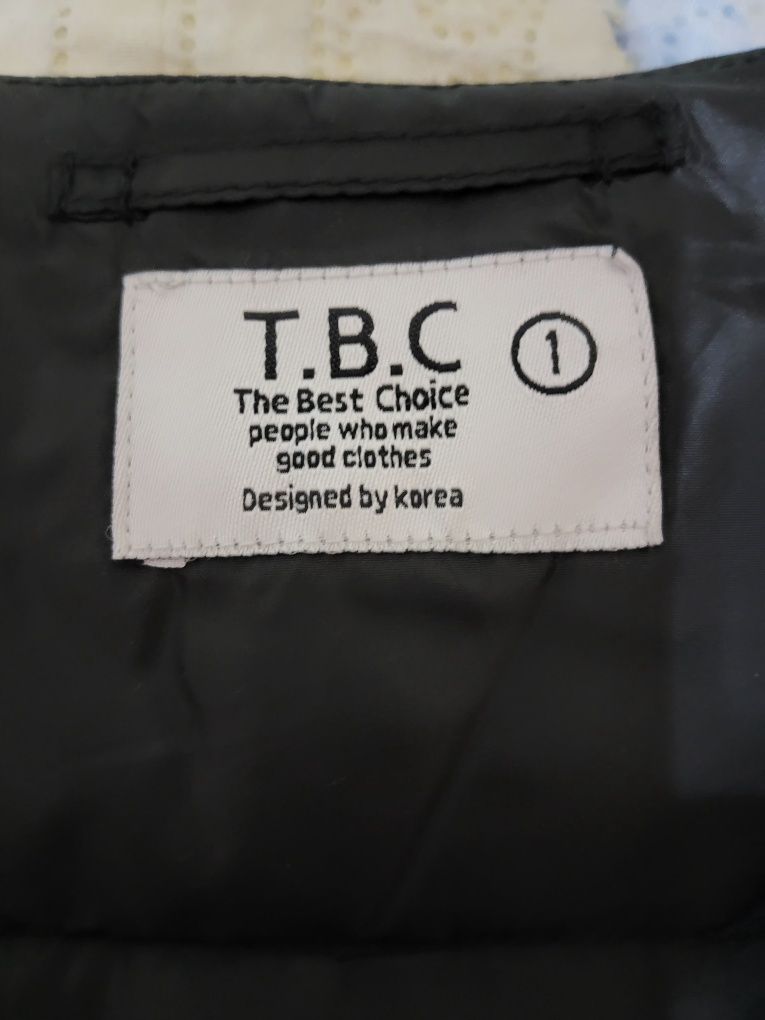 T.B.C ①
The Best Choice
people who make
good clothes
Designed by korea